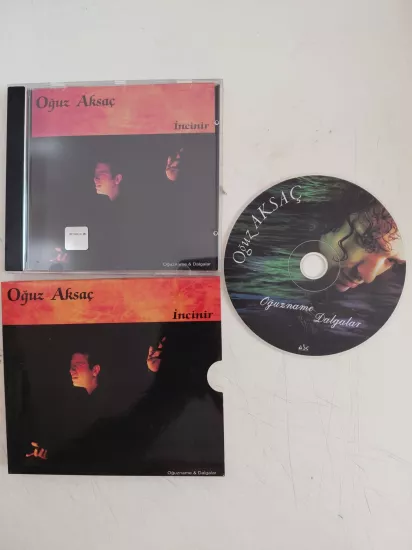 Oğuz Aksaç
İncinir
Oğuzname & Dalgalar
Oğuz Aksaç
İncinir
Oğuzname & Dalgalar
Oğuz AKSAÇ
Oğuzname
Dalgalar